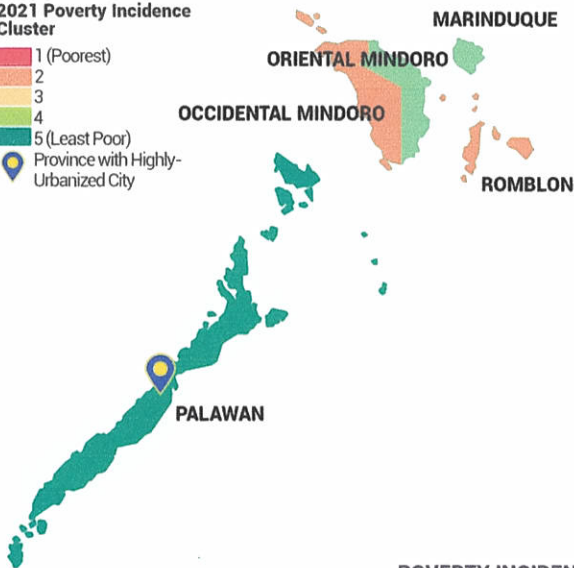 2021 Poverty Incidence
Cluster
1 (Poorest)
2
3
4
5 (Least Poor)
Province with Highly-
Urbanized City
MARINDUQUE
ORIENTAL MINDORO
OCCIDENTAL MINDORO
ROMBLON
PALAWAN